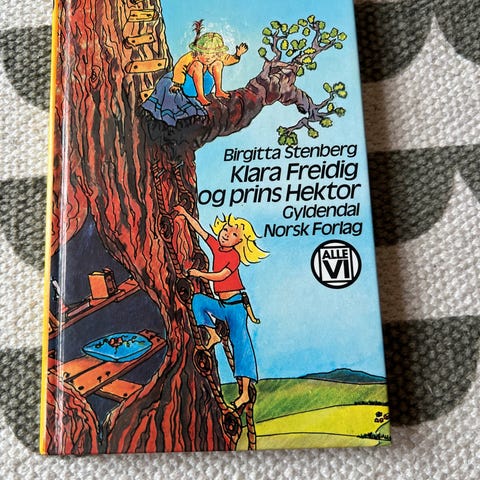 Birgitta Stenberg
Klara Freidig
og prins Hektor
Gyldendal
Norsk Forlag
ALLE
VI